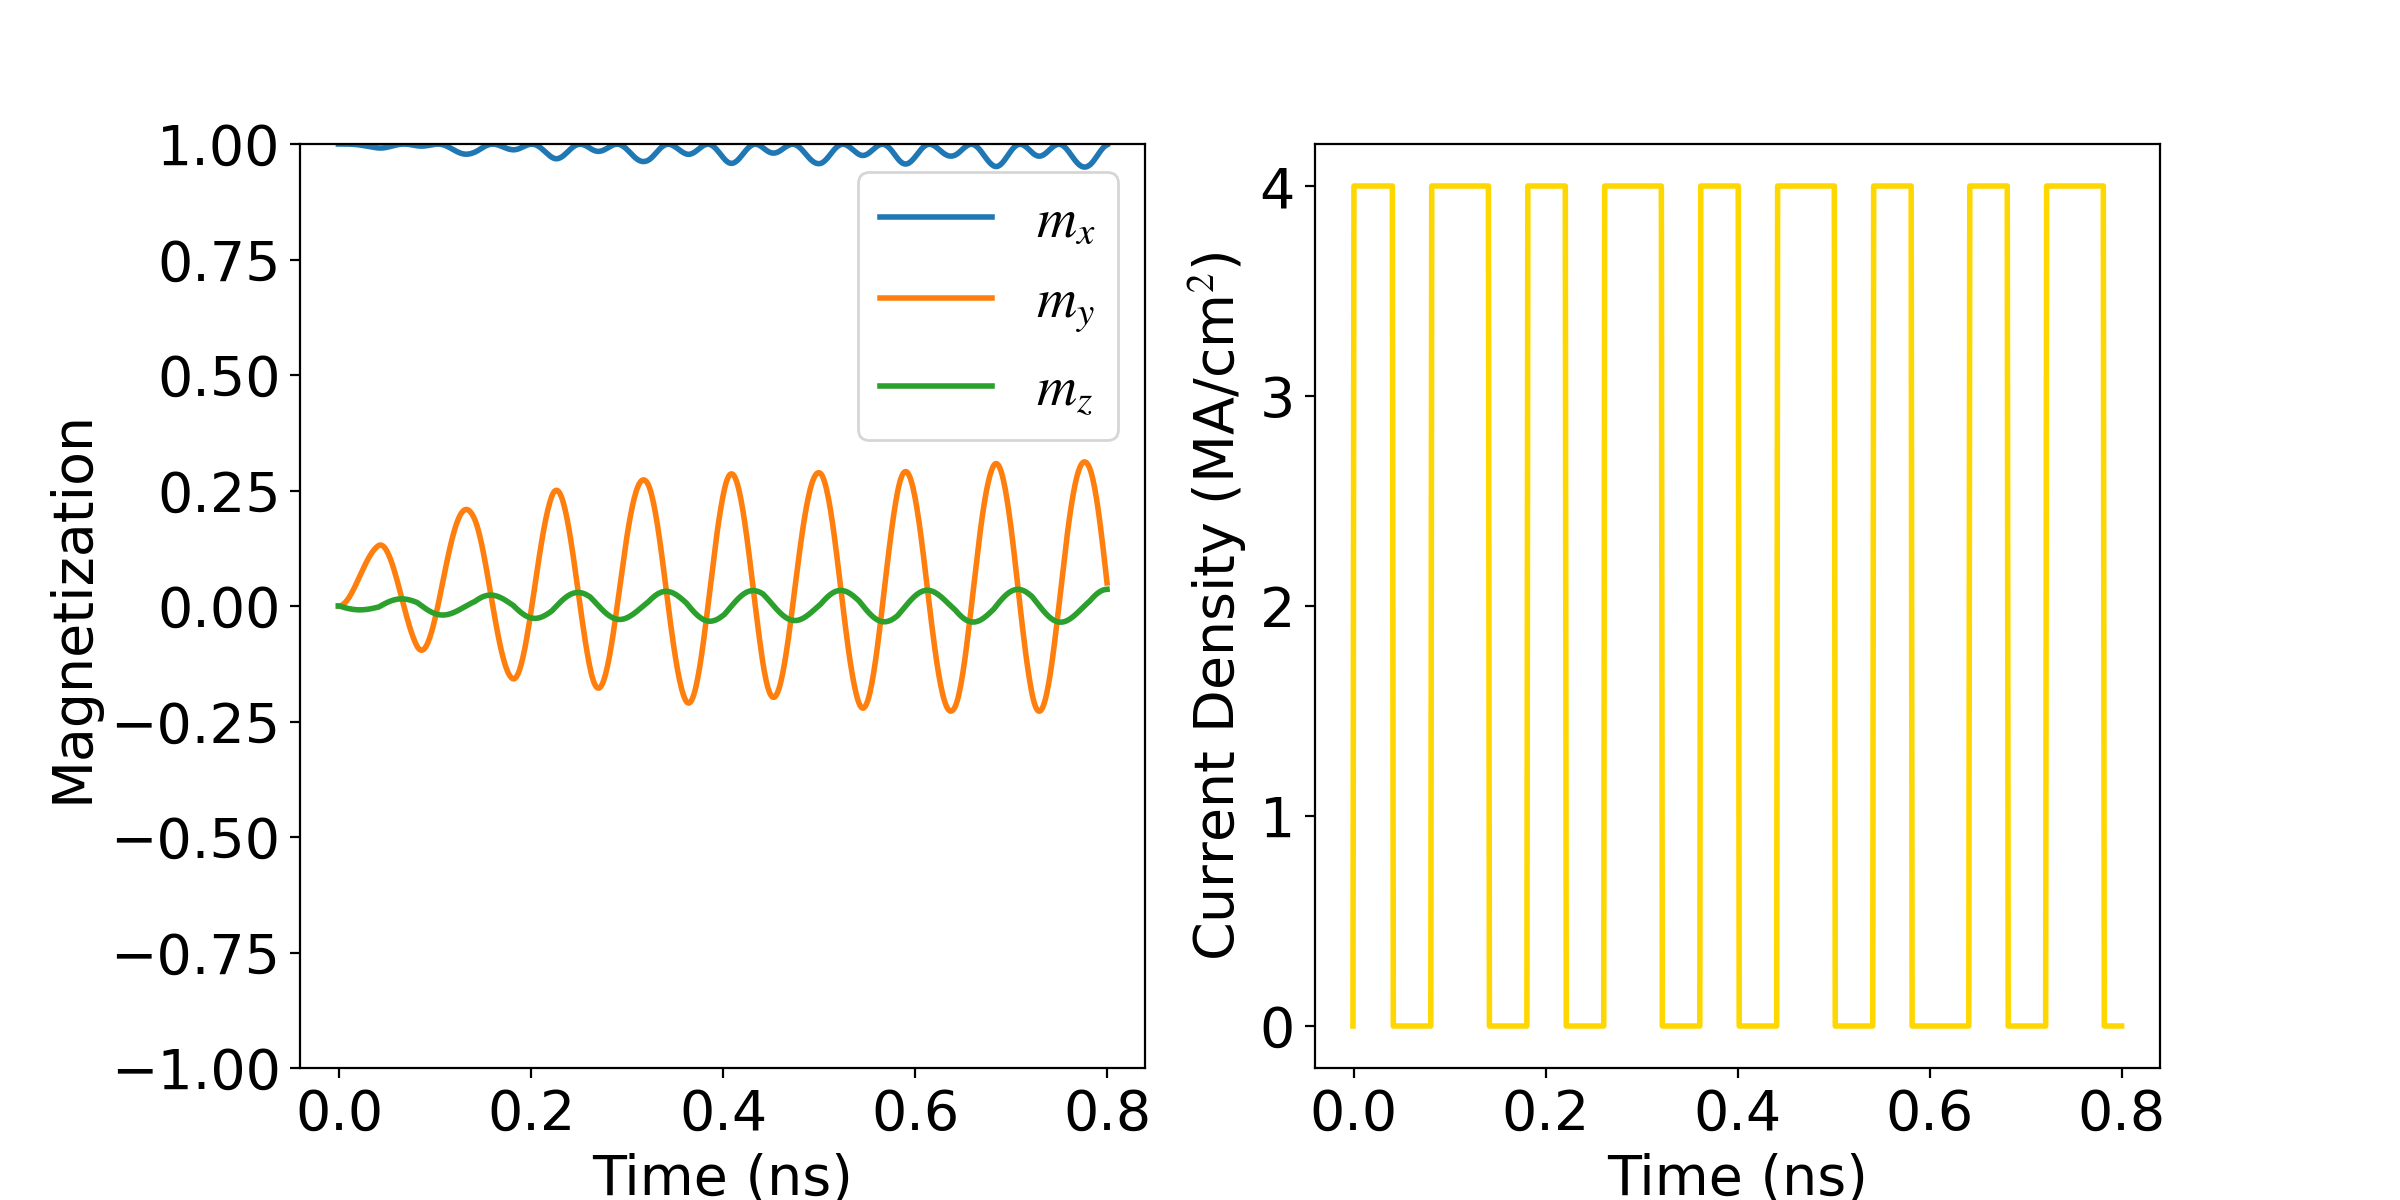 Magnetization
1.00
0.75
0.50
0.25
0.00
−0.25
−0.50
−0.75
−1.00
0.0 0.2 0.4 0.6 0.8
Time (ns)
m_x
m_y
m_z
Current Density (MA/cm²)
4
3
2
1
0
0.0 0.2 0.4 0.6 0.8
Time (ns)